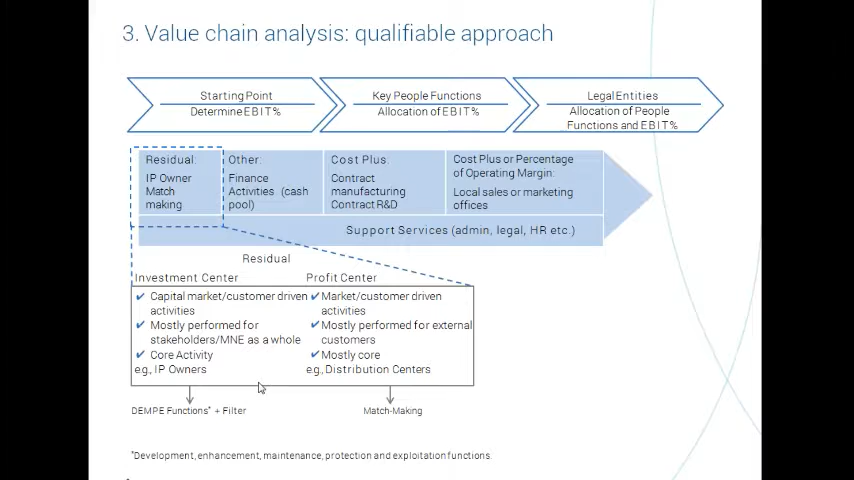 3. Value chain analysis: qualifiable approach
Starting Point
Determine EBIT%
Key People Functions
Allocation of EBIT%
Legal Entities
Allocation of People
Functions and EBIT%
Residual:
IP Owner
Match
making
Other:
Finance
Activities (cash
pool)
Cost Plus:
Contract
manufacturing
Contract R&D
Cost Plus or Percentage
of Operating Margin:
Local sales or marketing
offices
Support Services (admin, legal, HR etc.)
Residual
Investment Center
✔ Capital market/customer driven
activities
✔ Mostly performed for
stakeholders/MNE as a whole
✔ Core Activity
e.g., IP Owners
Profit Center
✔ Market/customer driven
activities
✔ Mostly performed for external
customers
✔ Mostly core
e.g., Distribution Centers
DEMPE Functions* + Filter
Match-Making
*Development, enhancement, maintenance, protection and exploitation functions.